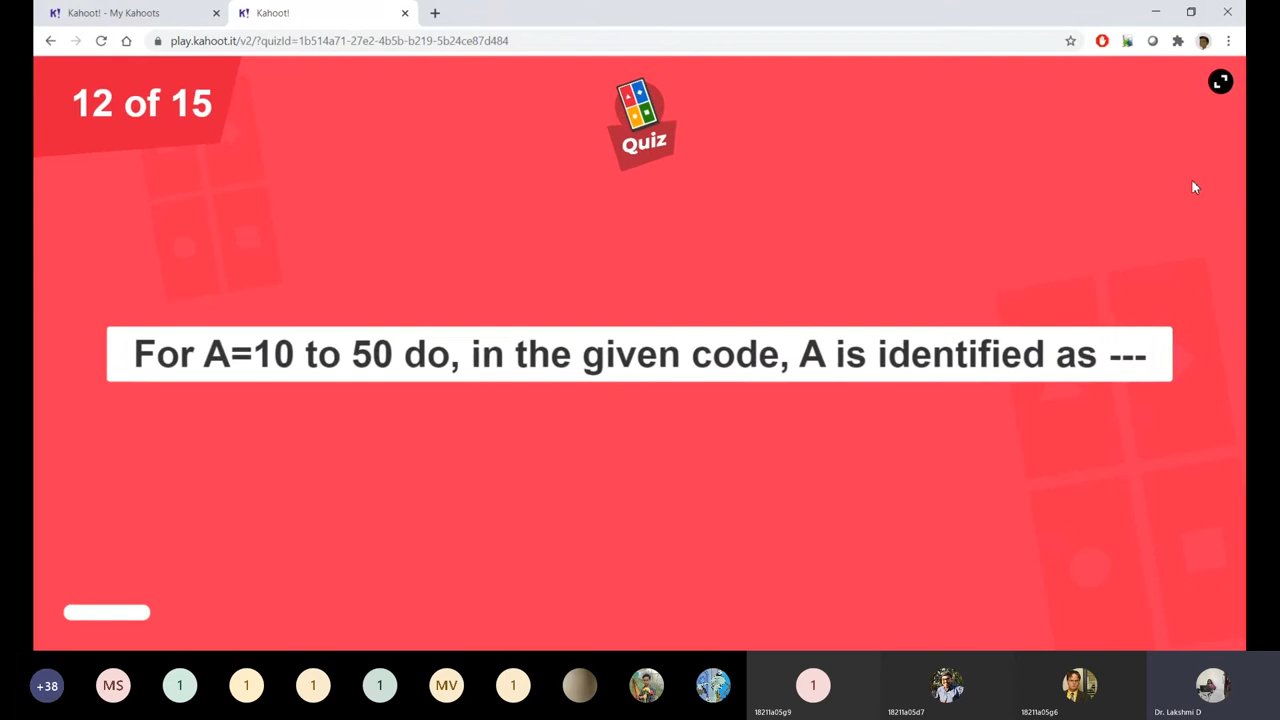 Kahoot! - My Kahoots
Kahoot!
play.kahoot.it/v2/?quizId=1b514a71-27e2-4b5b-b219-5b24ce87d484
12 of 15
Quiz
For A=10 to 50 do, in the given code, A is identified as ---
+38
MS
1
1
1
1
MV
1
1
18211a05g9
18211a05d7
18211a05g6
Dr. Lakshmi D